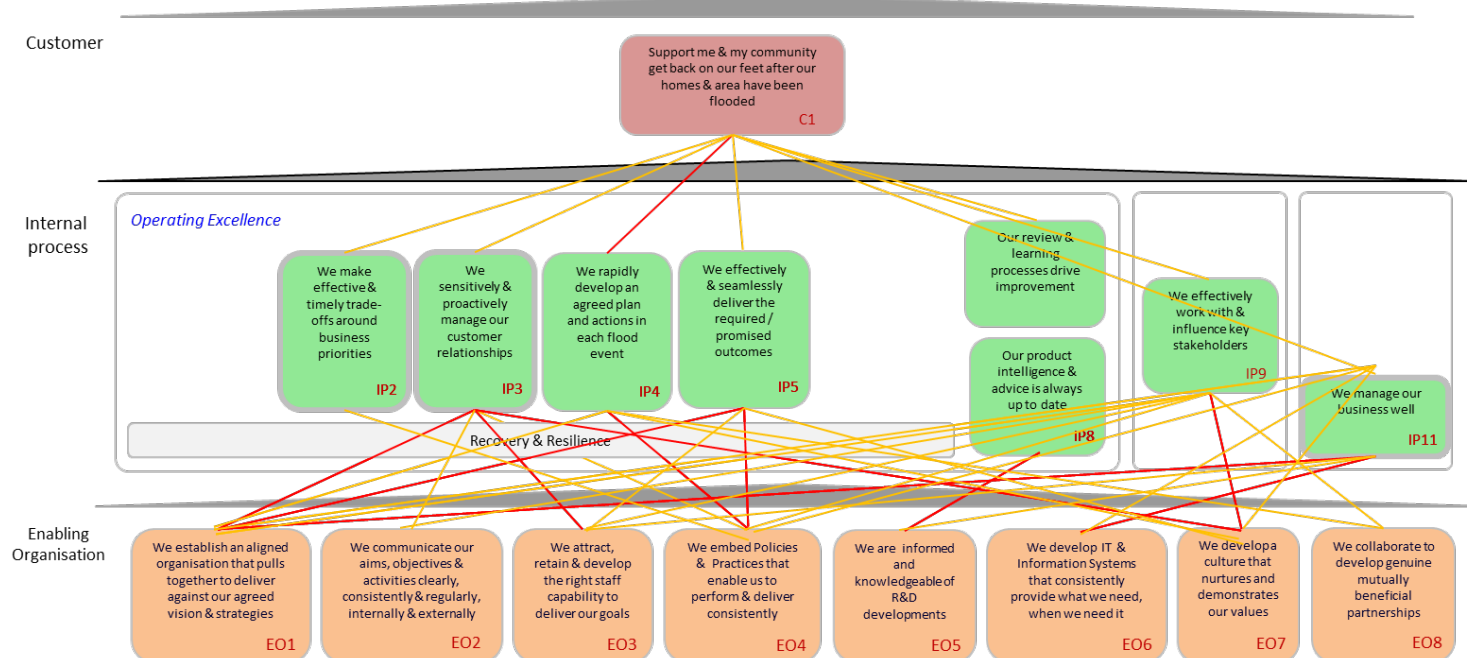 Customer
Support me & my community
get back on our feet after our
homes & area have been
flooded
C1
Internal
process
Operating Excellence
We make
effective &
timely trade-
offs around
business
priorities
IP2
We
sensitively &
proactively
manage our
customer
relationships
IP3
We rapidly
develop an
agreed plan
and actions in
each flood
event
IP4
We effectively
& seamlessly
deliver the
required /
promised
outcomes
IP5
Our review &
learning
processes drive
improvement
Our product
intelligence &
advice is always
up to date
IP8
We effectively
work with &
influence key
stakeholders
IP9
We manage our
business well
IP11
Recovery & Resilience
Enabling
Organisation
We establish an aligned
organisation that pulls
together to deliver
against our agreed
vision & strategies
EO1
We communicate our
aims, objectives &
activities clearly,
consistently & regularly,
internally & externally
EO2
We attract,
retain & develop
the right staff
capability to
deliver our goals
EO3
We embed Policies
& Practices that
enable us to
perform & deliver
consistently
EO4
We are informed
and
knowledgeable of
R&D
developments
EO5
We develop IT &
Information Systems
that consistently
provide what we need,
when we need it
EO6
We develop a
culture that
nurtures and
demonstrates
our values
EO7
We collaborate to
develop genuine
mutually
beneficial
partnerships
EO8